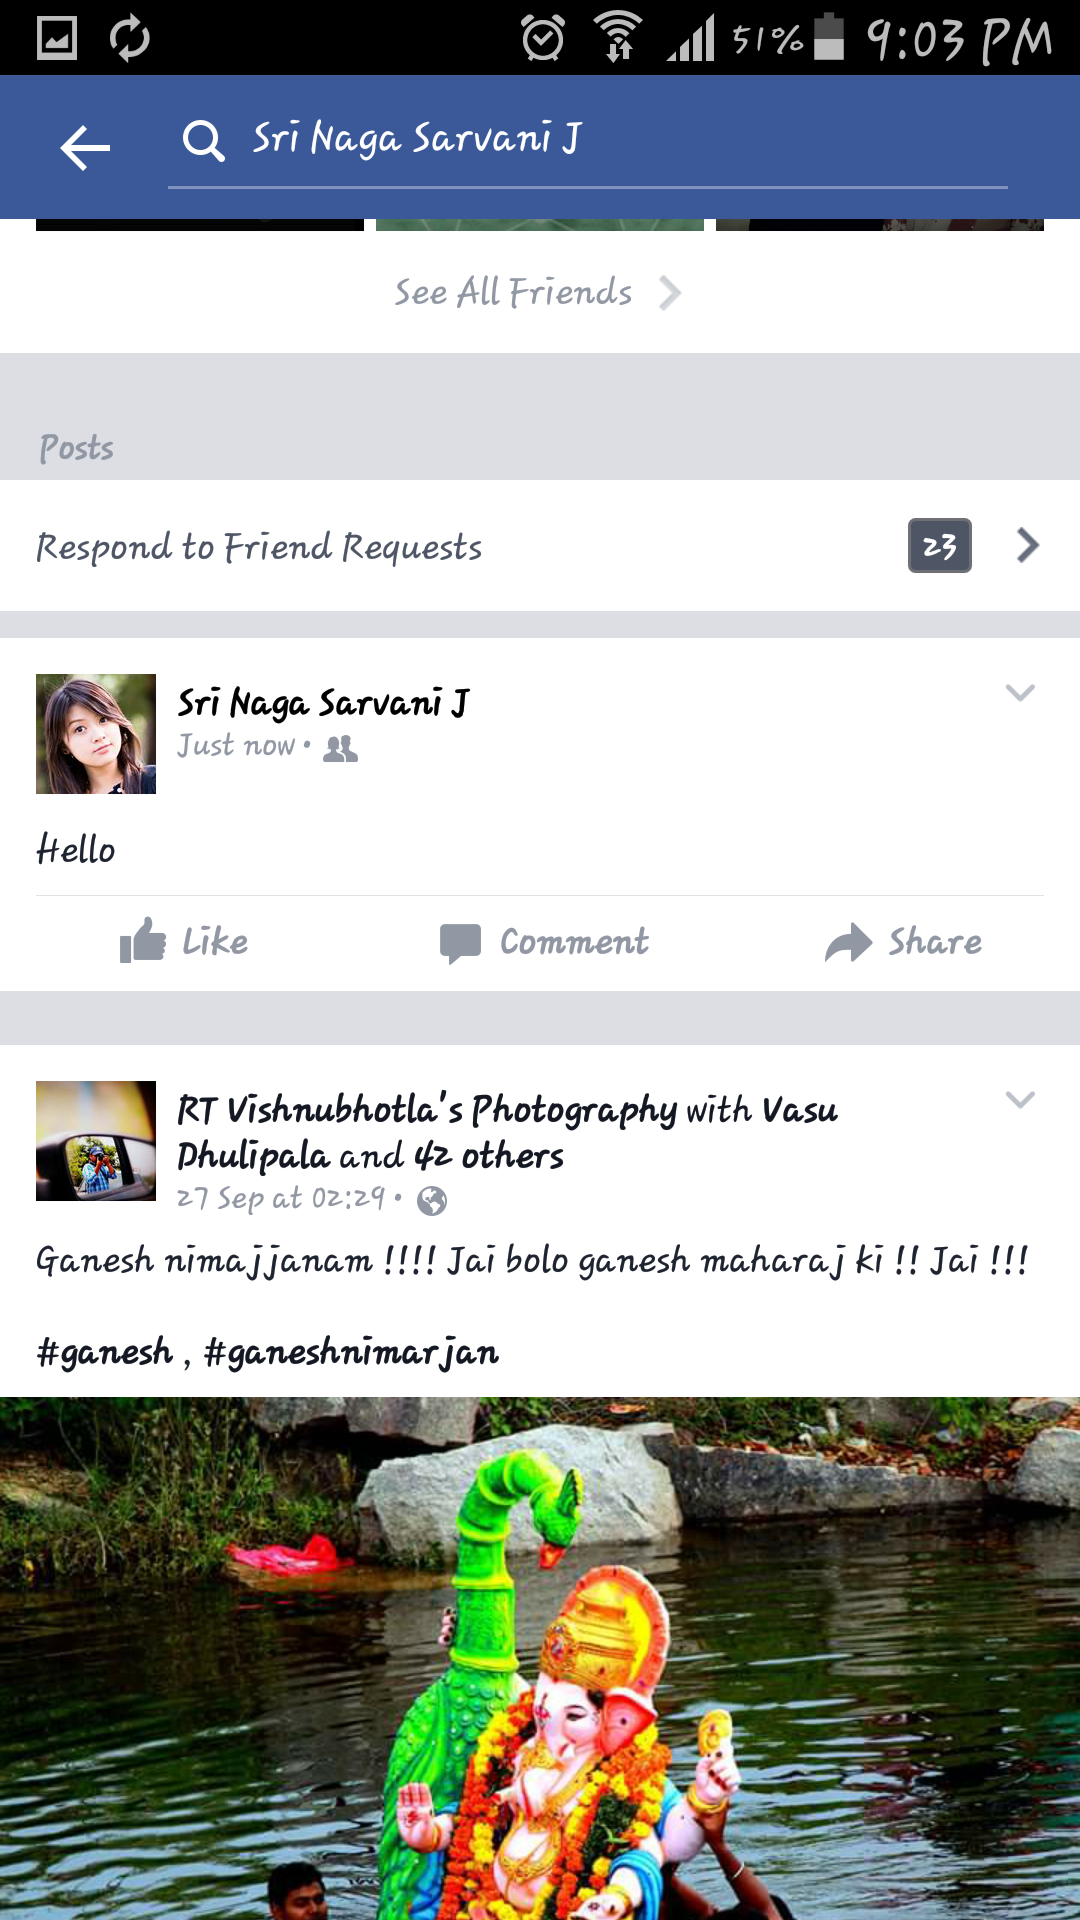 51% 9:03 PM
Sri Naga Sarvani J
See All Friends
Posts
Respond to Friend Requests 23
Sri Naga Sarvani J
Just now •
Hello
Like Comment Share
RT Vishnubhotla's Photography with Vasu
Dhulipala and 42 others
27 Sep at 02:29 •
Ganesh nimajjanam !!!! Jai bolo ganesh maharaj ki !! Jai !!!
#ganesh , #ganeshnimarjan